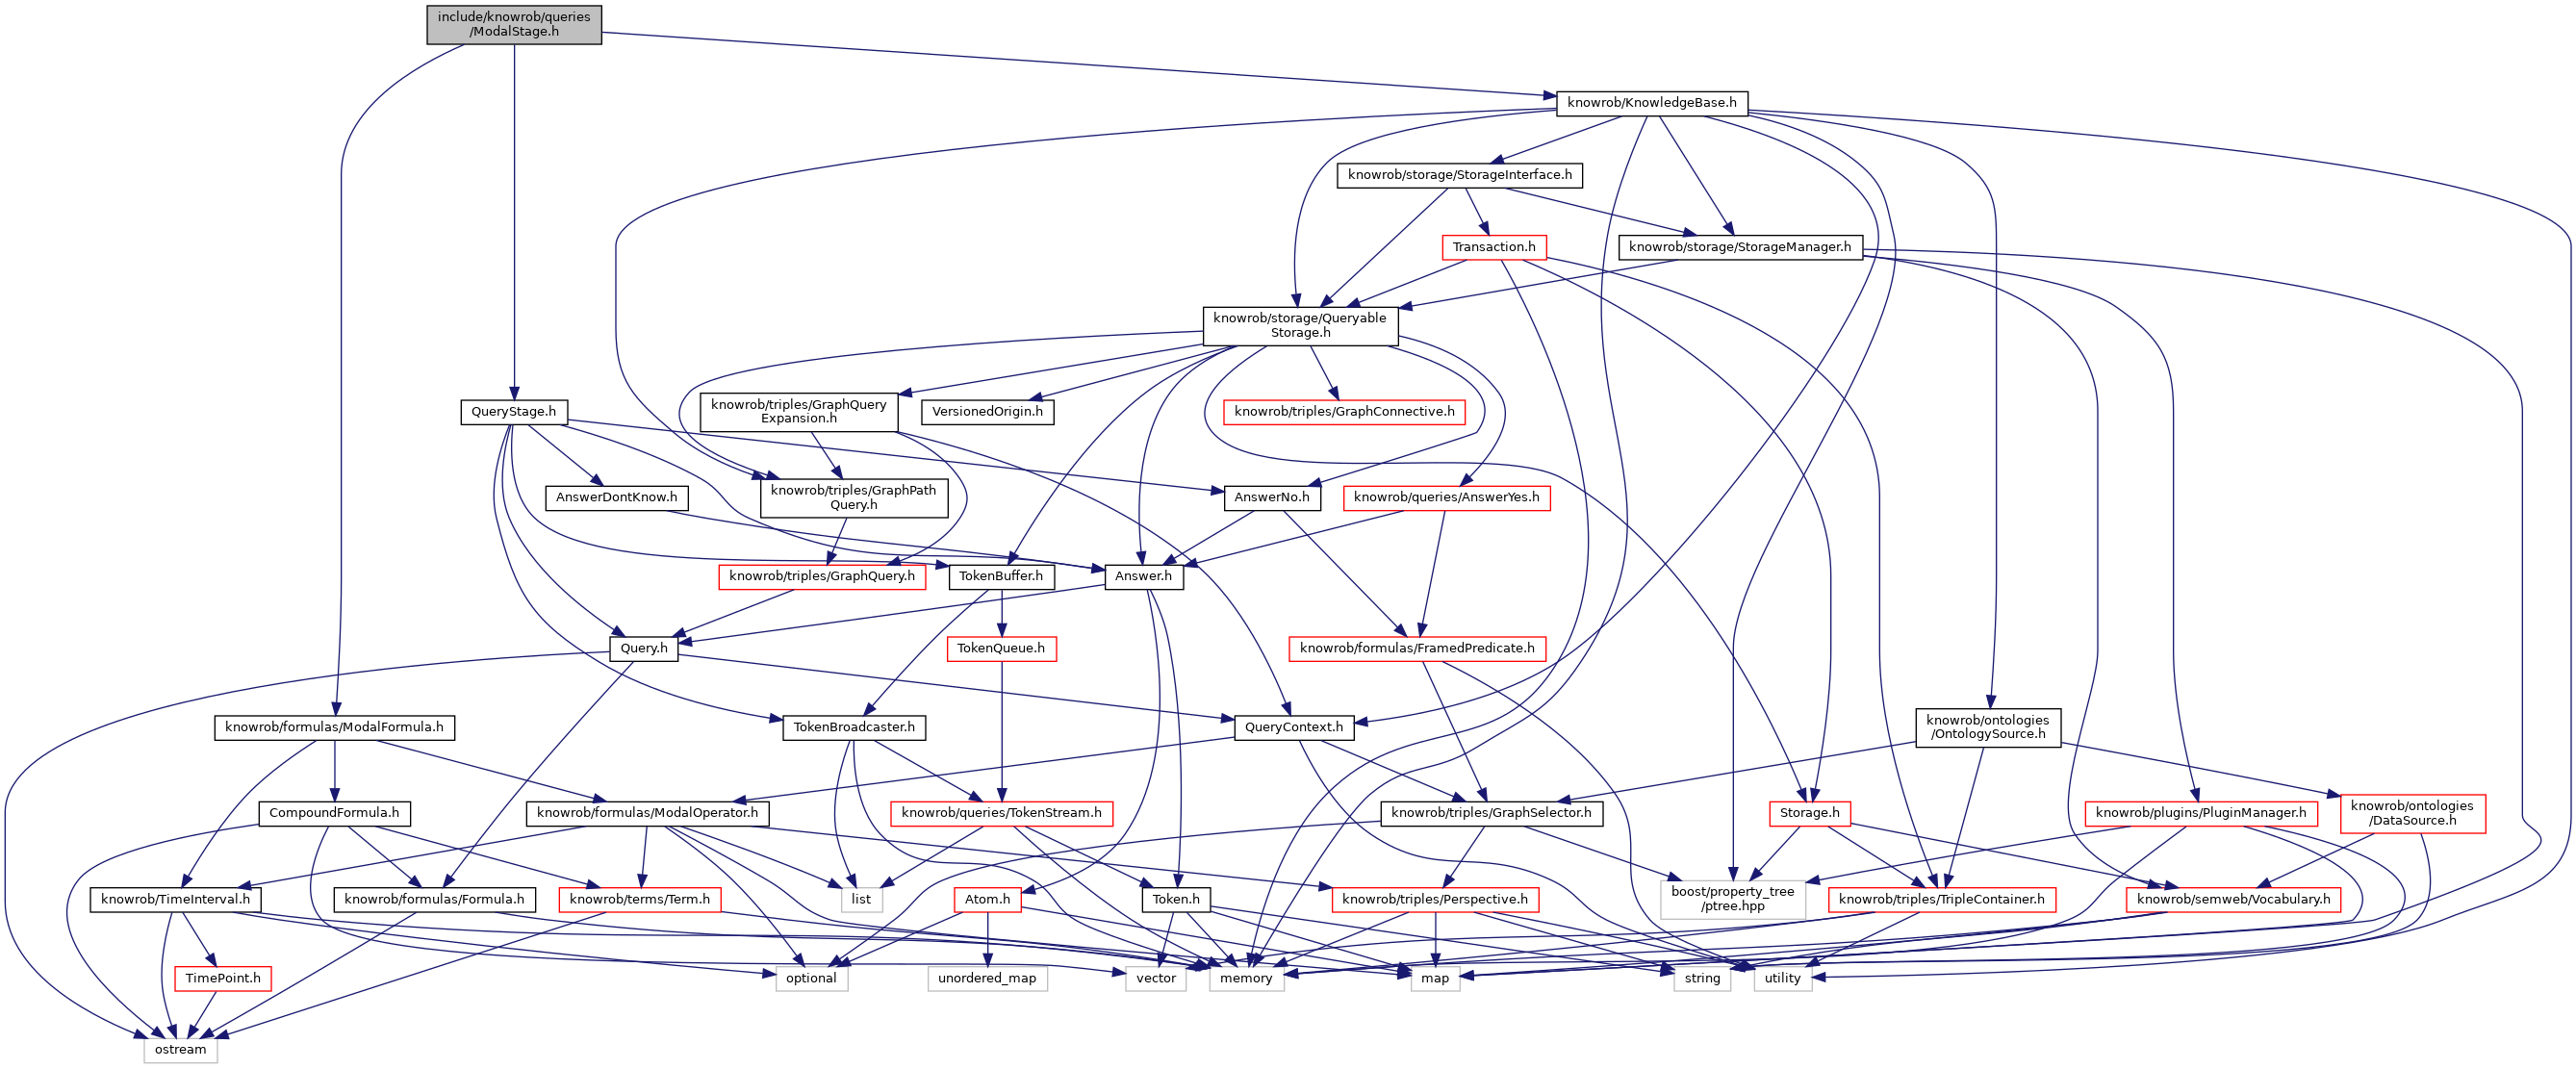 include/knowrob/queries
/ModalStage.h
knowrob/KnowledgeBase.h
knowrob/storage/StorageInterface.h
Transaction.h
knowrob/storage/StorageManager.h
knowrob/storage/Queryable
Storage.h
QueryStage.h
knowrob/triples/GraphQuery
Expansion.h
VersionedOrigin.h
knowrob/triples/GraphConnective.h
AnswerDontKnow.h
knowrob/triples/GraphPath
Query.h
AnswerNo.h
knowrob/queries/AnswerYes.h
knowrob/triples/GraphQuery.h
TokenBuffer.h
Answer.h
Query.h
TokenQueue.h
knowrob/formulas/FramedPredicate.h
knowrob/formulas/ModalFormula.h
TokenBroadcaster.h
QueryContext.h
knowrob/ontologies
/OntologySource.h
CompoundFormula.h
knowrob/formulas/ModalOperator.h
knowrob/queries/TokenStream.h
knowrob/triples/GraphSelector.h
Storage.h
knowrob/plugins/PluginManager.h
knowrob/ontologies
/DataSource.h
knowrob/TimeInterval.h
knowrob/formulas/Formula.h
knowrob/terms/Term.h
list
Atom.h
Token.h
knowrob/triples/Perspective.h
boost/property_tree
/ptree.hpp
knowrob/triples/TripleContainer.h
knowrob/semweb/Vocabulary.h
TimePoint.h
optional
unordered_map
vector
memory
map
string
utility
ostream